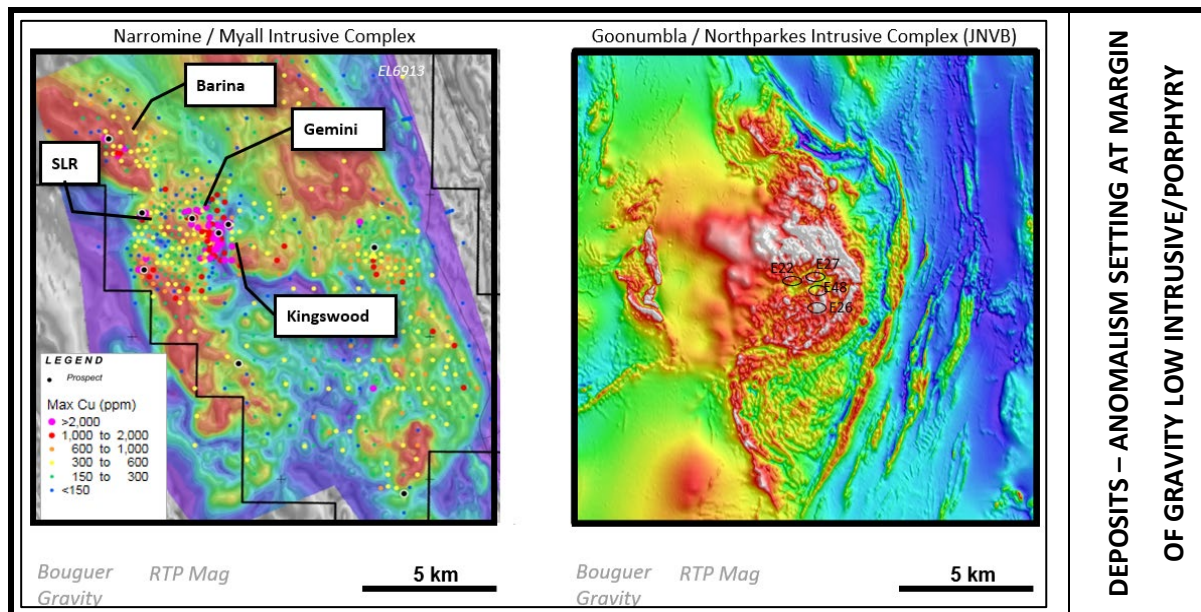 Narromine / Myall Intrusive Complex
EL6913
Barina
Gemini
SLR
Kingswood
LEGEND
Prospect
Max Cu (ppm)
>2,000
1,000 to 2,000
600 to 1,000
300 to 600
150 to 300
<150
Bouguer Gravity
RTP Mag
5 km
Goonumbla / Northparkes Intrusive Complex (JNVB)
E22
E27
E48
E26
Bouguer Gravity
RTP Mag
5 km
DEPOSITS – ANOMALISM SETTING AT MARGIN
OF GRAVITY LOW INTRUSIVE/PORPHYRY